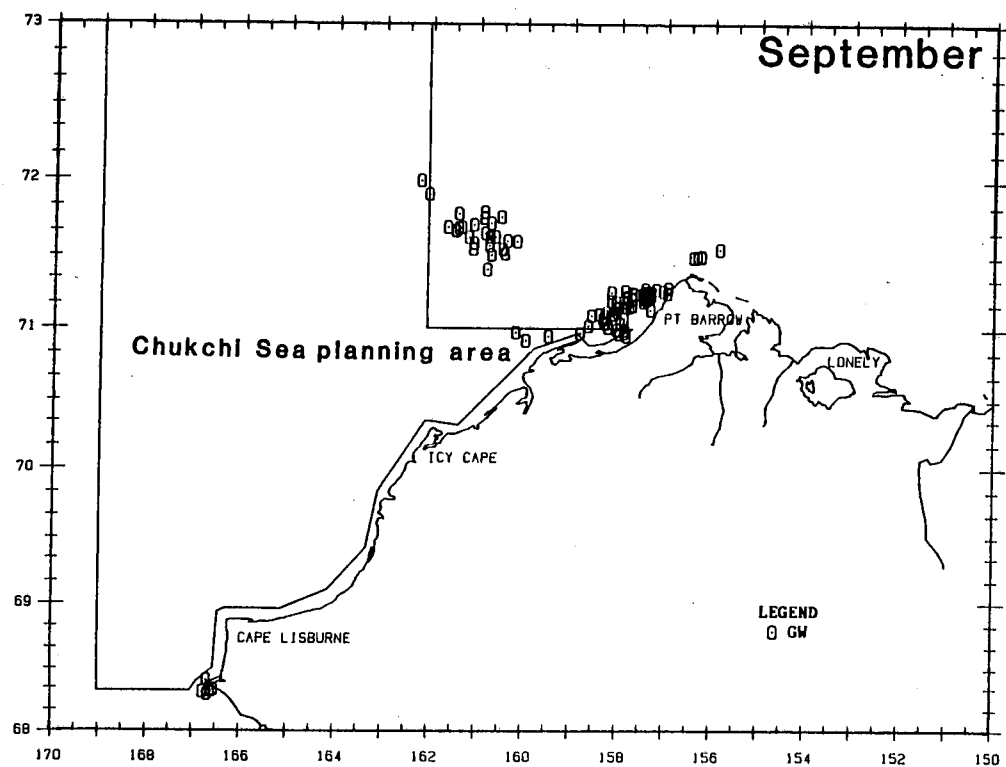 73
September
72
71
PT BARROW
Chukchi Sea planning area
LONELY
70
ICY CAPE
69
LEGEND
0 GW
CAPE LISBURNE
68
170 168 166 164 162 160 158 156 154 152 150